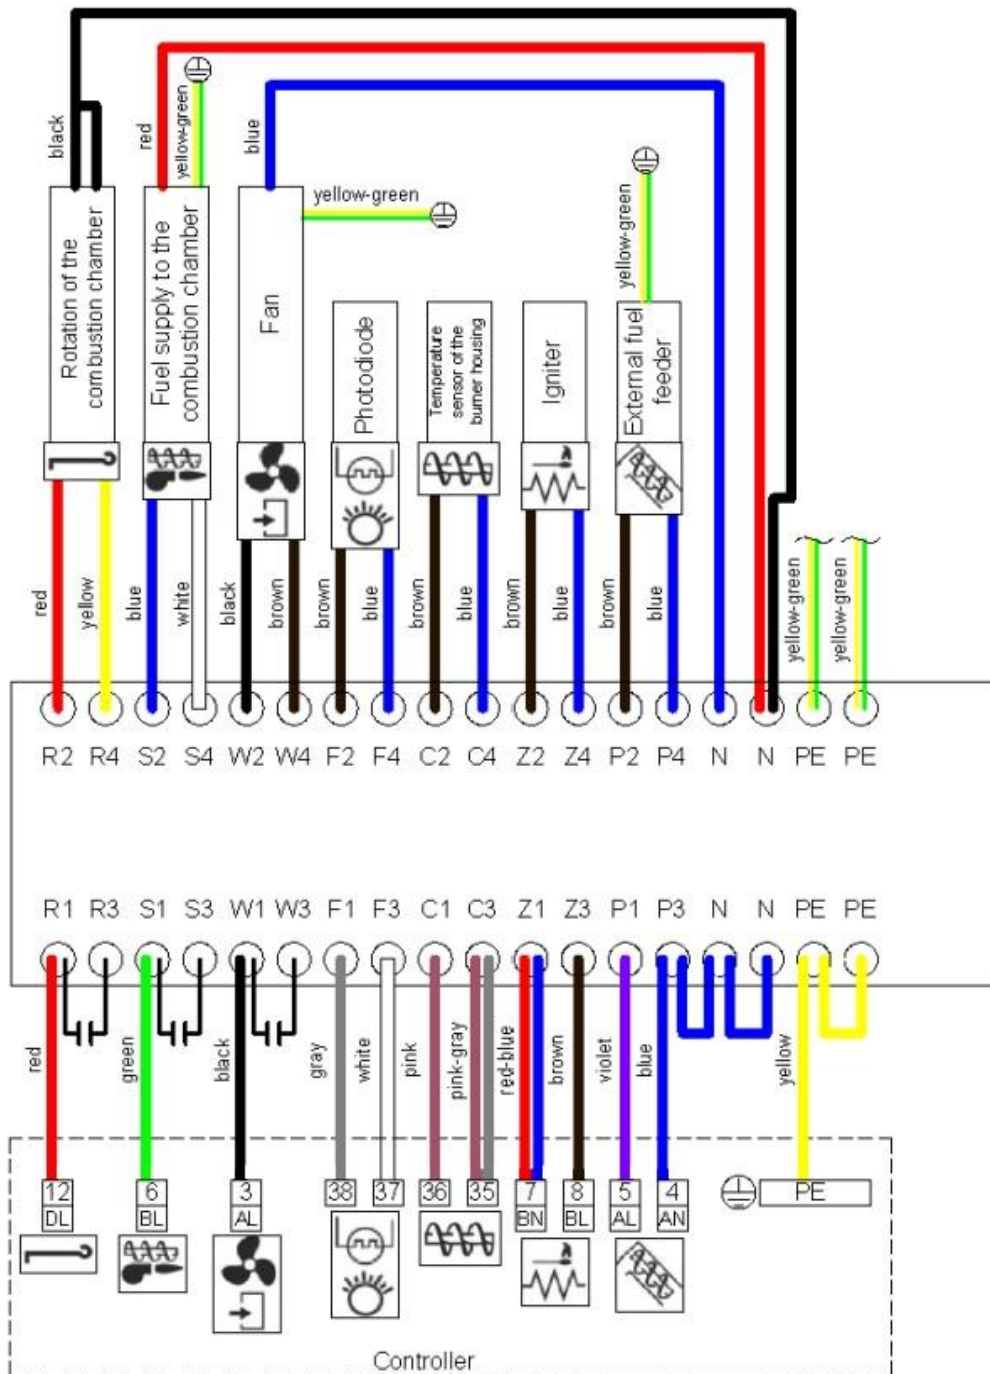 black
red
yellow-green
blue
yellow-green
yellow-green
Rotation of the
combustion chamber
Fuel supply to the
combustion chamber
Fan
Photodiode
Temperature
sensor of the
burner housing
Igniter
External fuel
feeder
red
yellow
blue
white
black
brown
brown
blue
brown
blue
brown
blue
brown
blue
yellow-green
yellow-green
R2 R4 S2 S4 W2 W4 F2 F4 C2 C4 Z2 Z4 P2 P4 N N PE PE
R1 R3 S1 S3 W1 W3 F1 F3 C1 C3 Z1 Z3 P1 P3 N N PE PE
red
green
black
gray
white
pink
pink-gray
red-blue
brown
violet
blue
yellow
12 6 3 38 37 36 35 7 8 5 4 PE
DL BL AL BN BL AL AN
Controller